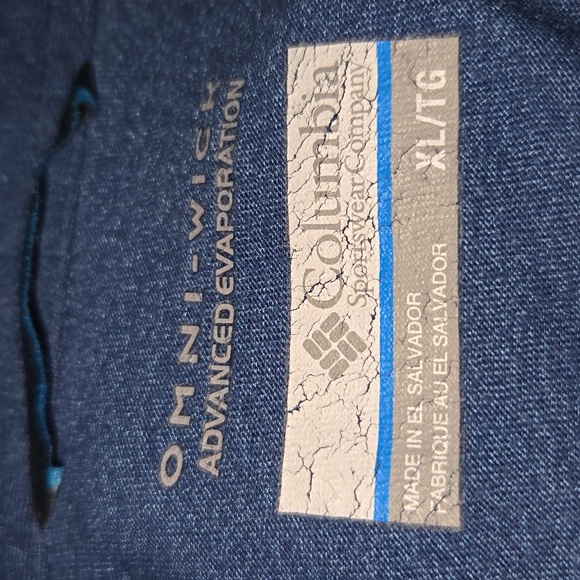 OMNI-WICK
ADVANCED EVAPORATION
Columbia
Sportswear Company
MADE IN EL SALVADOR
FABRIQUE AU EL SALVADOR
XL/TG